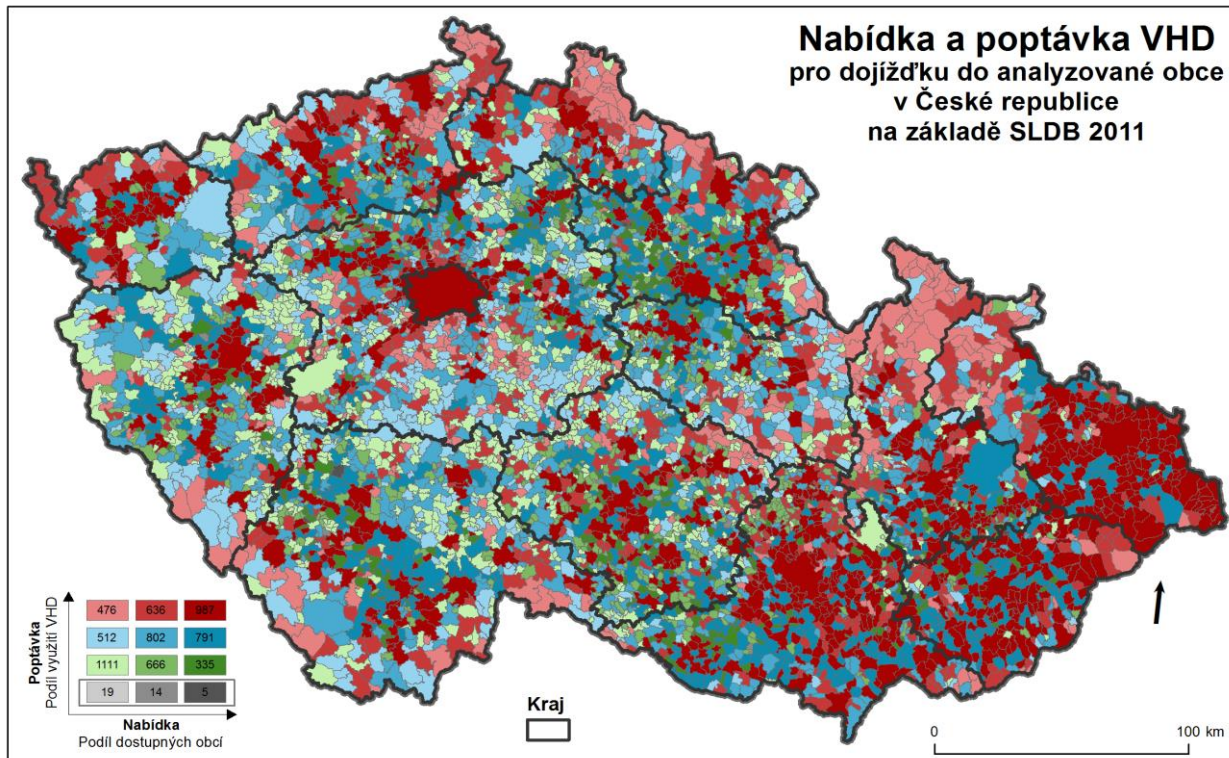 Nabídka a poptávka VHD
pro dojížďku do analyzované obce
v České republice
na základě SLDB 2011
Poptávka
Podíl využití VHD
476 636 987
512 802 791
1111 666 335
19 14 5
Nabídka
Podíl dostupných obcí
Kraj
0 100 km